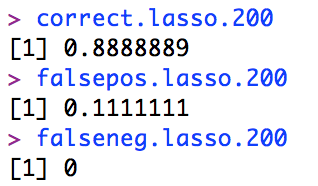 > correct.lasso.200
[1] 0.8888889
> falsepos.lasso.200
[1] 0.1111111
> falseneg.lasso.200
[1] 0